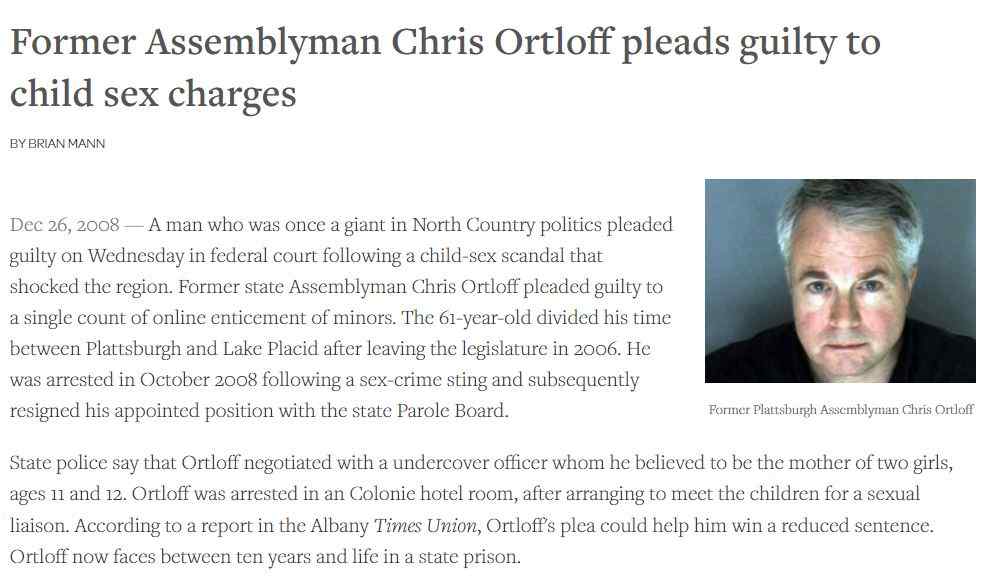 Former Assemblyman Chris Ortloff pleads guilty to
child sex charges
BY BRIAN MANN
Dec 26, 2008 — A man who was once a giant in North Country politics pleaded
guilty on Wednesday in federal court following a child-sex scandal that
shocked the region. Former state Assemblyman Chris Ortloff pleaded guilty to
a single count of online enticement of minors. The 61-year-old divided his time
between Plattsburgh and Lake Placid after leaving the legislature in 2006. He
was arrested in October 2008 following a sex-crime sting and subsequently
resigned his appointed position with the state Parole Board.
Former Plattsburgh Assemblyman Chris Ortloff
State police say that Ortloff negotiated with a undercover officer whom he believed to be the mother of two girls,
ages 11 and 12. Ortloff was arrested in an Colonie hotel room, after arranging to meet the children for a sexual
liaison. According to a report in the Albany Times Union, Ortloff's plea could help him win a reduced sentence.
Ortloff now faces between ten years and life in a state prison.